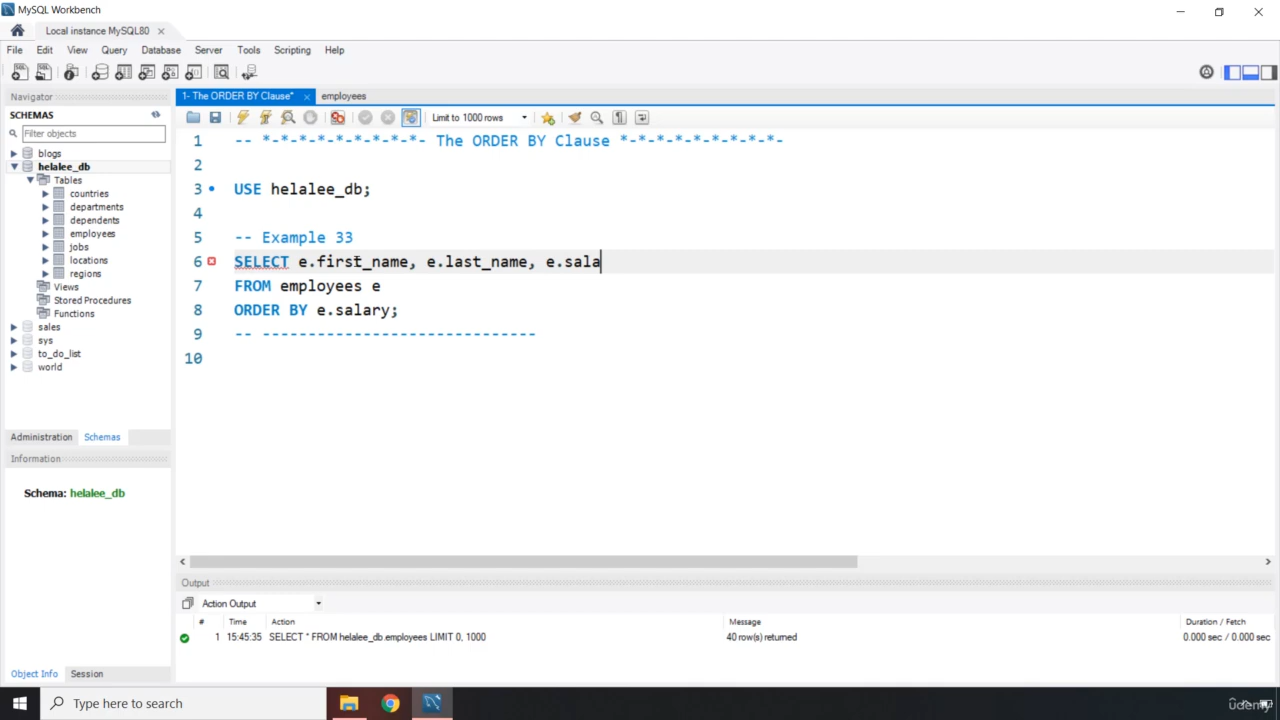 MySQL Workbench
Local instance MySQL80
File Edit View Query Database Server Tools Scripting Help
Navigator
SCHEMAS
Filter objects
blogs
helalee_db
Tables
countries
departments
dependents
employees
jobs
locations
regions
Views
Stored Procedures
Functions
sales
sys
to_do_list
world
Administration Schemas
Information
Schema: helalee_db
Object Info Session
1- The ORDER BY Clause* employees
Limit to 1000 rows
1 -- *-*-*-*-*-*-*-*-*- The ORDER BY Clause *-*-*-*-*-*-*-*-*-
2
3 USE helalee_db;
4
5 -- Example 33
6 SELECT e.first_name, e.last_name, e.sala
7 FROM employees e
8 ORDER BY e.salary;
9 -- ------------------------------
10
Output
Action Output
# Time Action Message Duration / Fetch
1 15:45:35 SELECT * FROM helalee_db.employees LIMIT 0, 1000 40 row(s) returned 0.000 sec / 0.000 sec
Type here to search
udemy